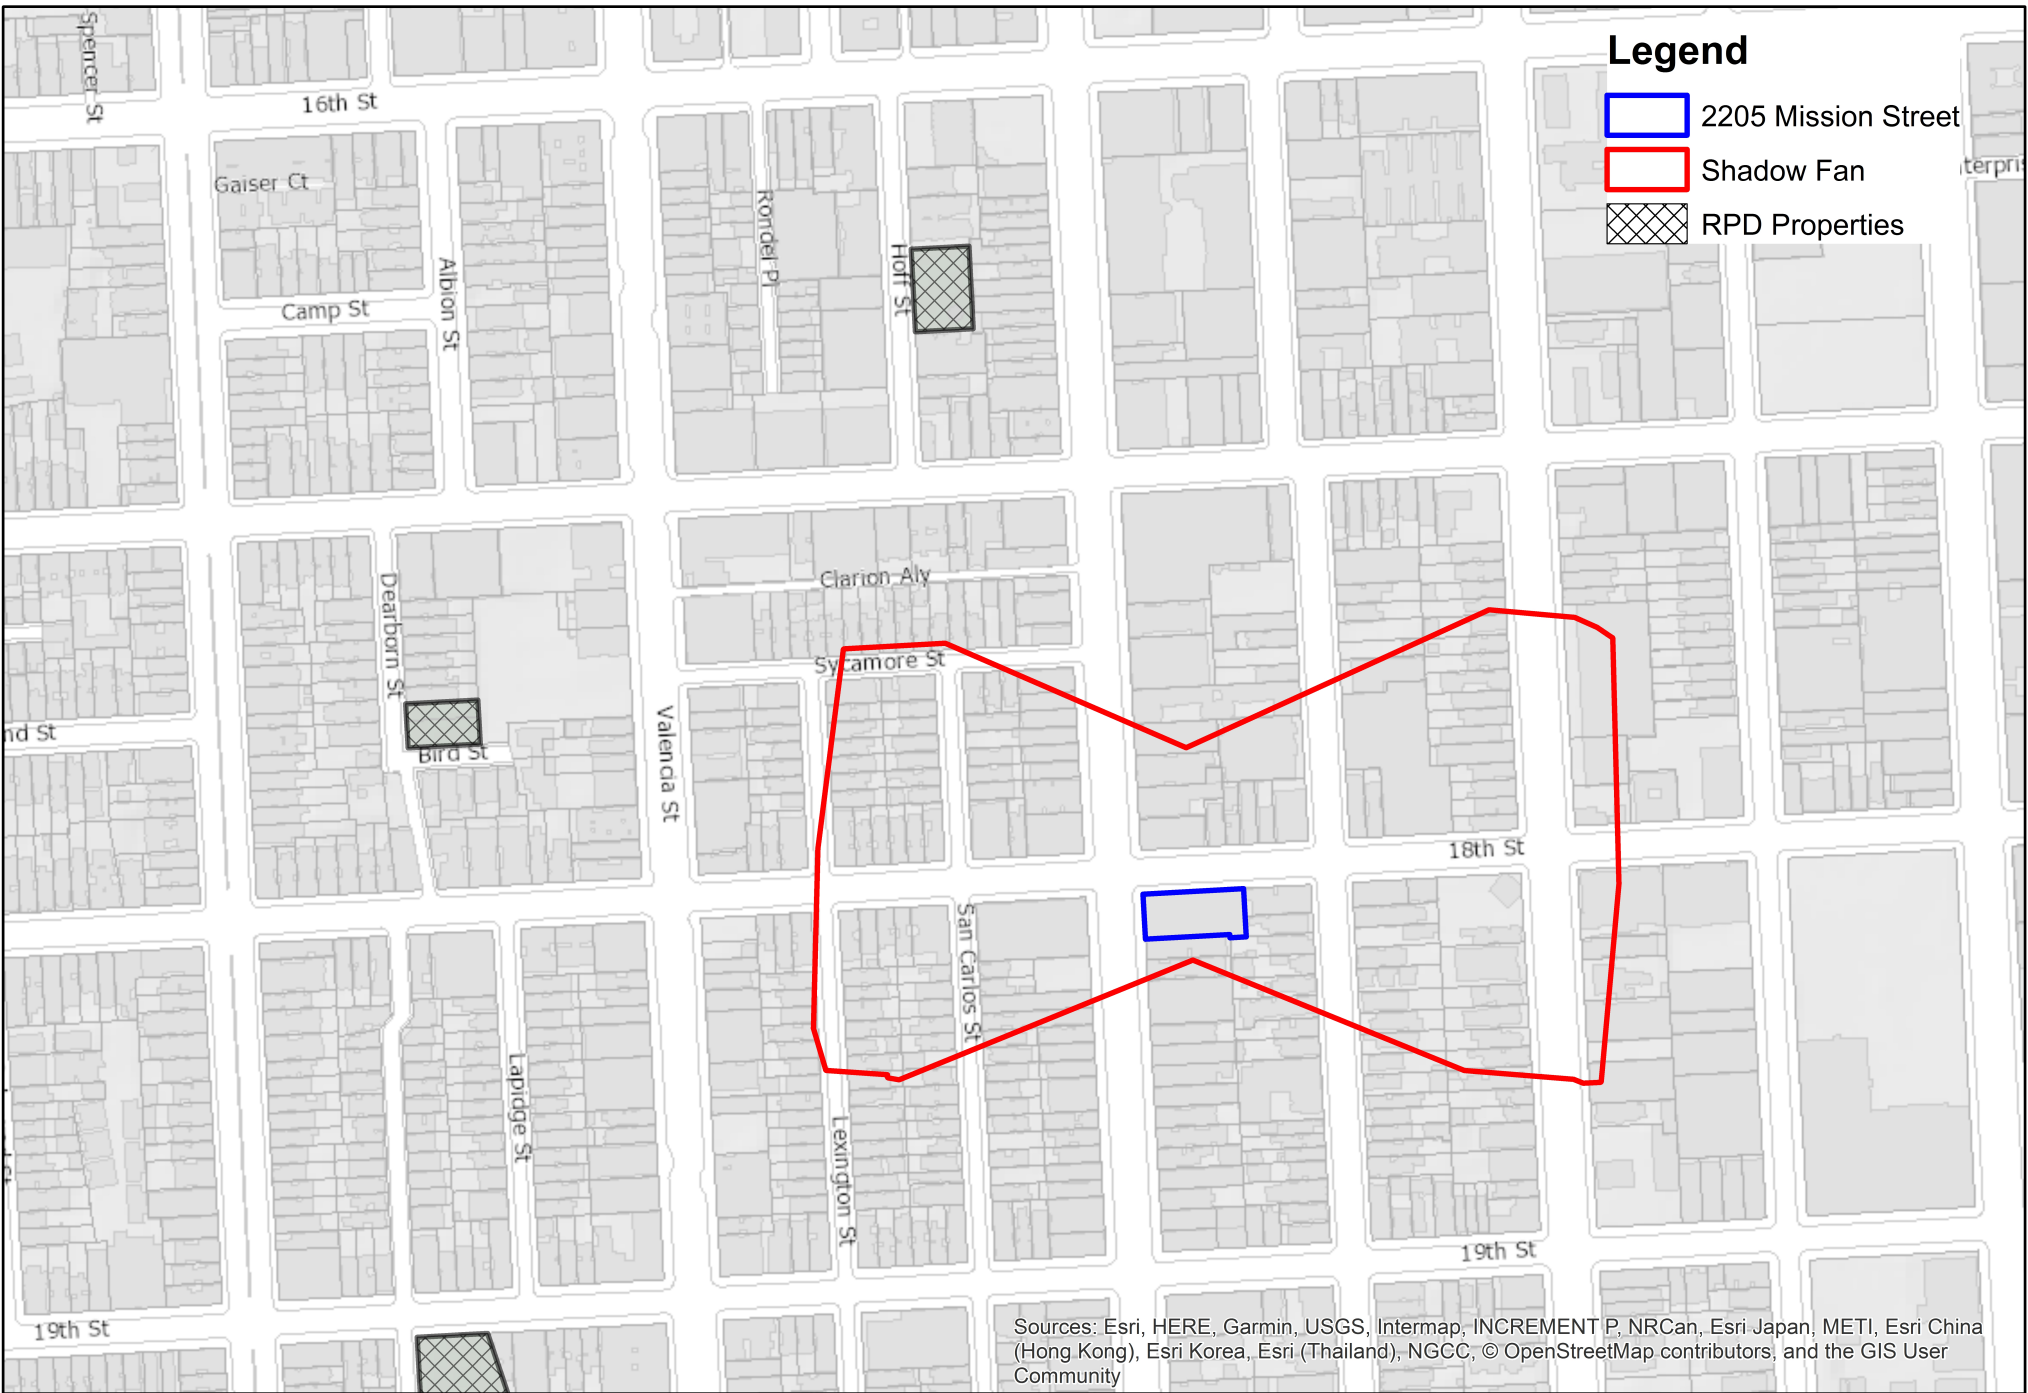 Legend
2205 Mission Street
Shadow Fan
RPD Properties
Spencer St
16th St
Gaiser Ct
Camp St
Albion St
Rondel Pl
Hoff St
Clarion Aly
Sycamore St
Dearborn St
Bird St
Valencia St
18th St
San Carlos St
Lapidge St
Lexington St
19th St
19th St
nd St
Sources: Esri, HERE, Garmin, USGS, Intermap, INCREMENT P, NRCan, Esri Japan, METI, Esri China
(Hong Kong), Esri Korea, Esri (Thailand), NGCC, © OpenStreetMap contributors, and the GIS User
Community